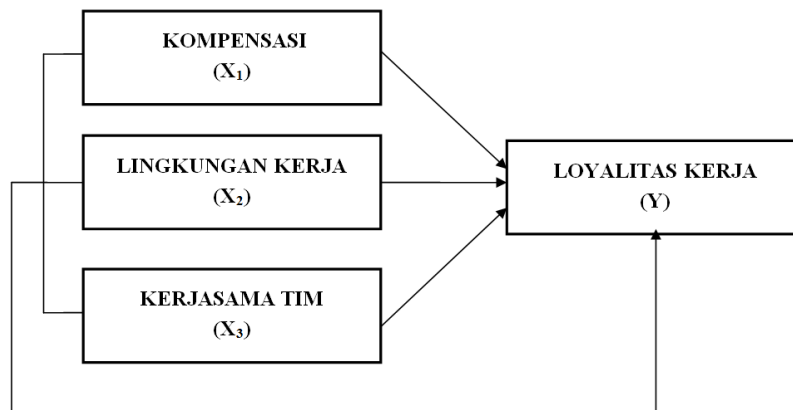 KOMPENSASI
(X₁)
LINGKUNGAN KERJA
(X₂)
LOYALITAS KERJA
(Y)
KERJASAMA TIM
(X₃)